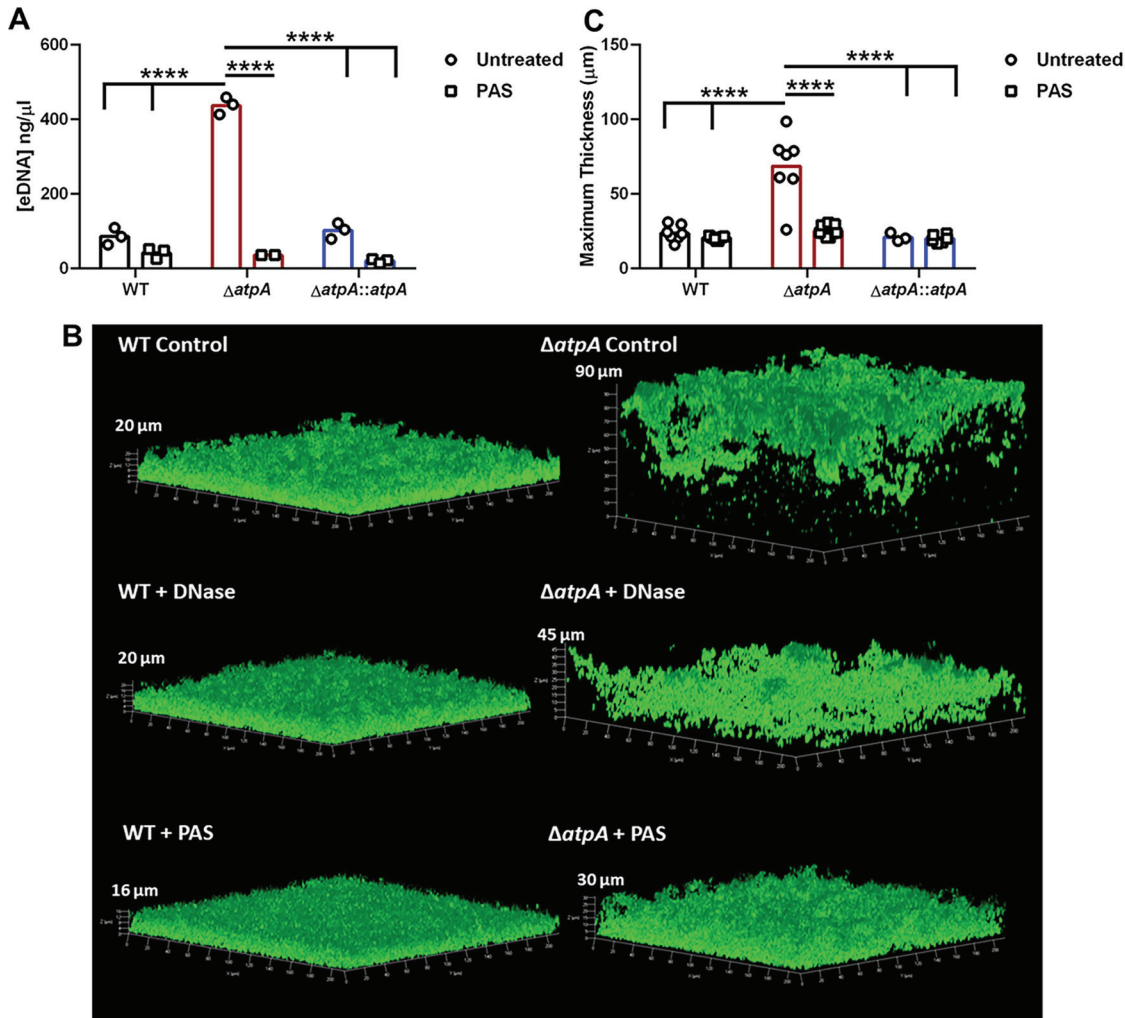 A
[eDNA] ng/µl
600
400
200
0
****
****
****
WT
ΔatpA
ΔatpA::atpA
Untreated
PAS
C
Maximum Thickness (µm)
150
100
50
0
****
****
****
WT
ΔatpA
ΔatpA::atpA
Untreated
PAS
B
WT Control
20 µm
ΔatpA Control
90 µm
WT + DNase
20 µm
ΔatpA + DNase
45 µm
WT + PAS
16 µm
ΔatpA + PAS
30 µm